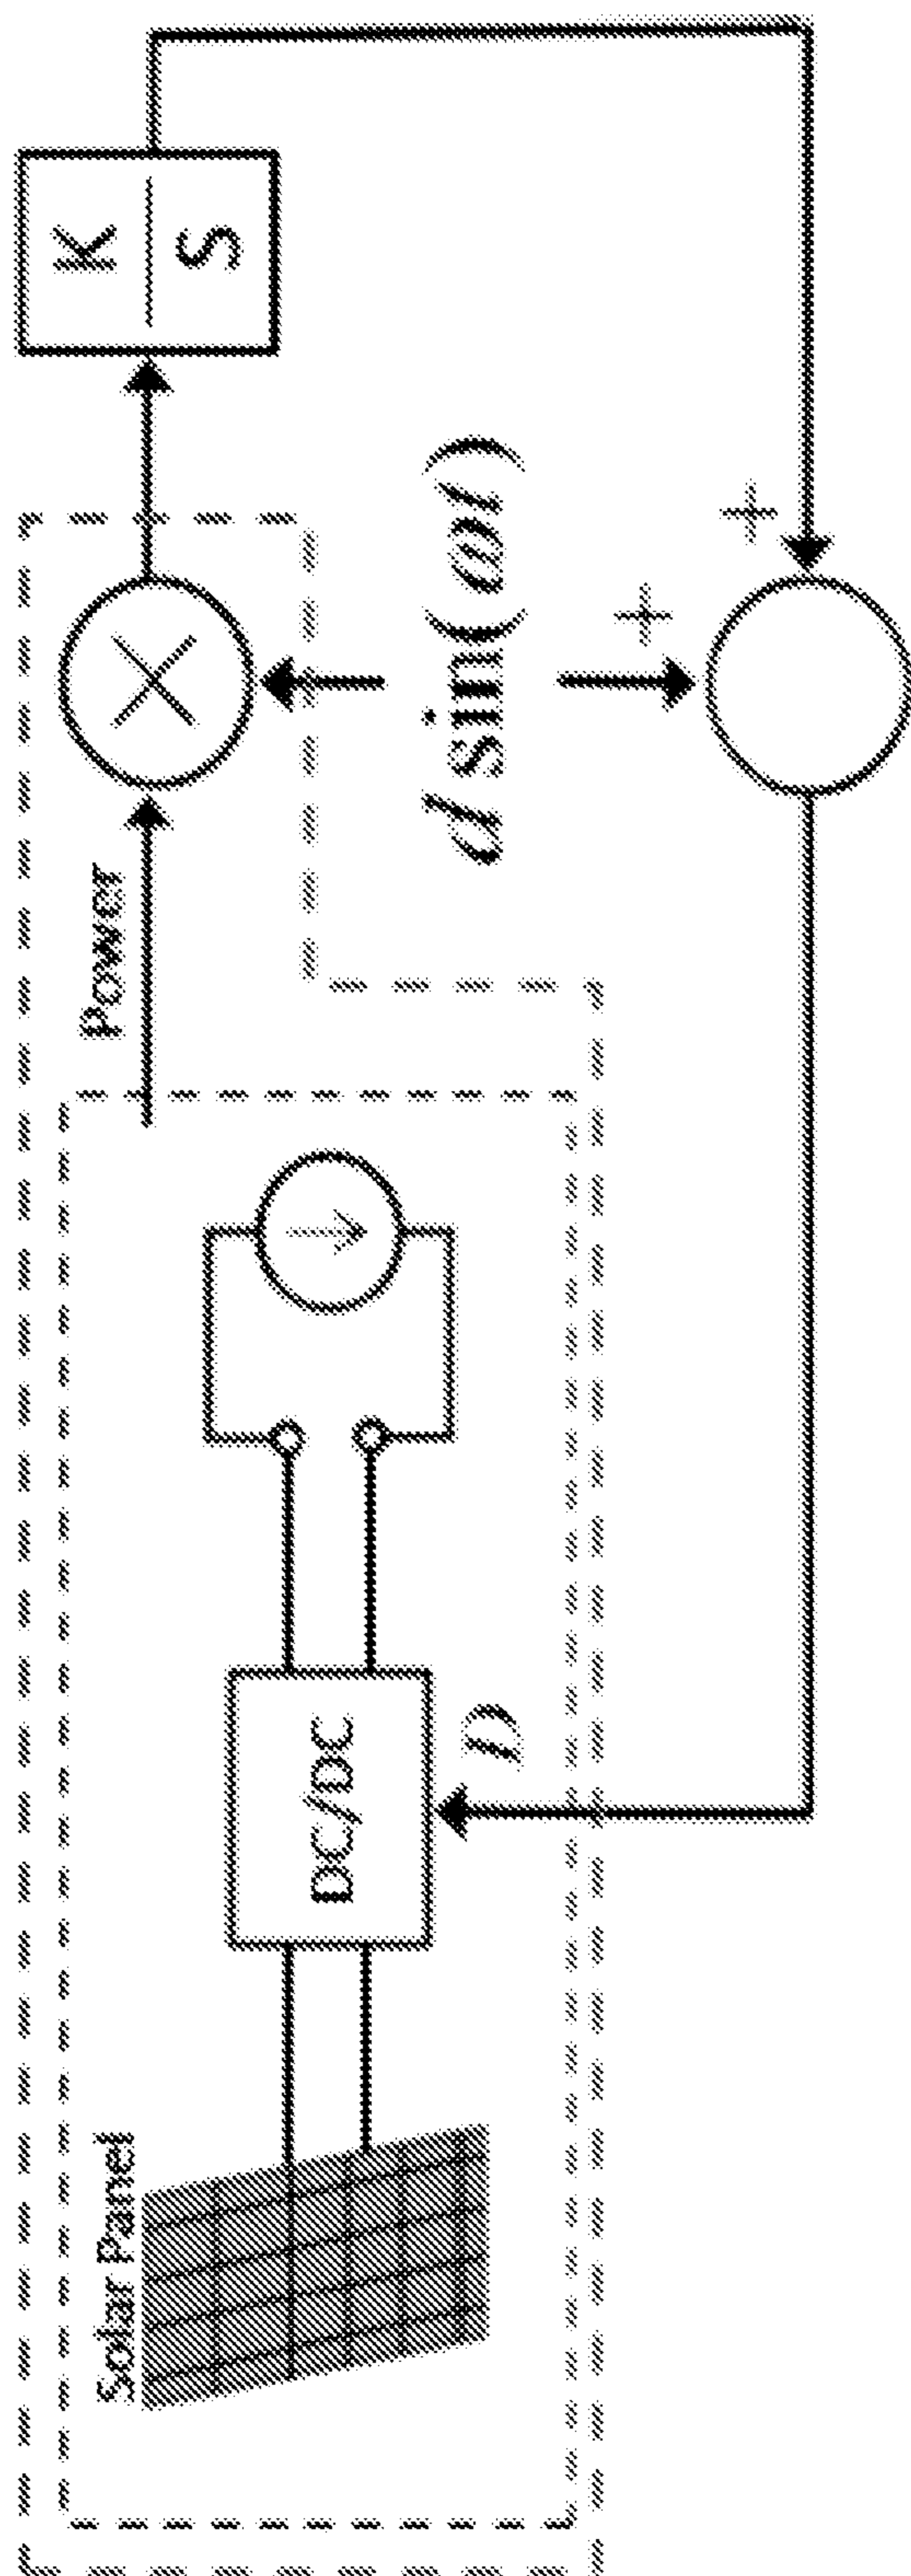 Solar Panel
DC/DC
D
Power
×
d sin( ωt )
+
+
K
S